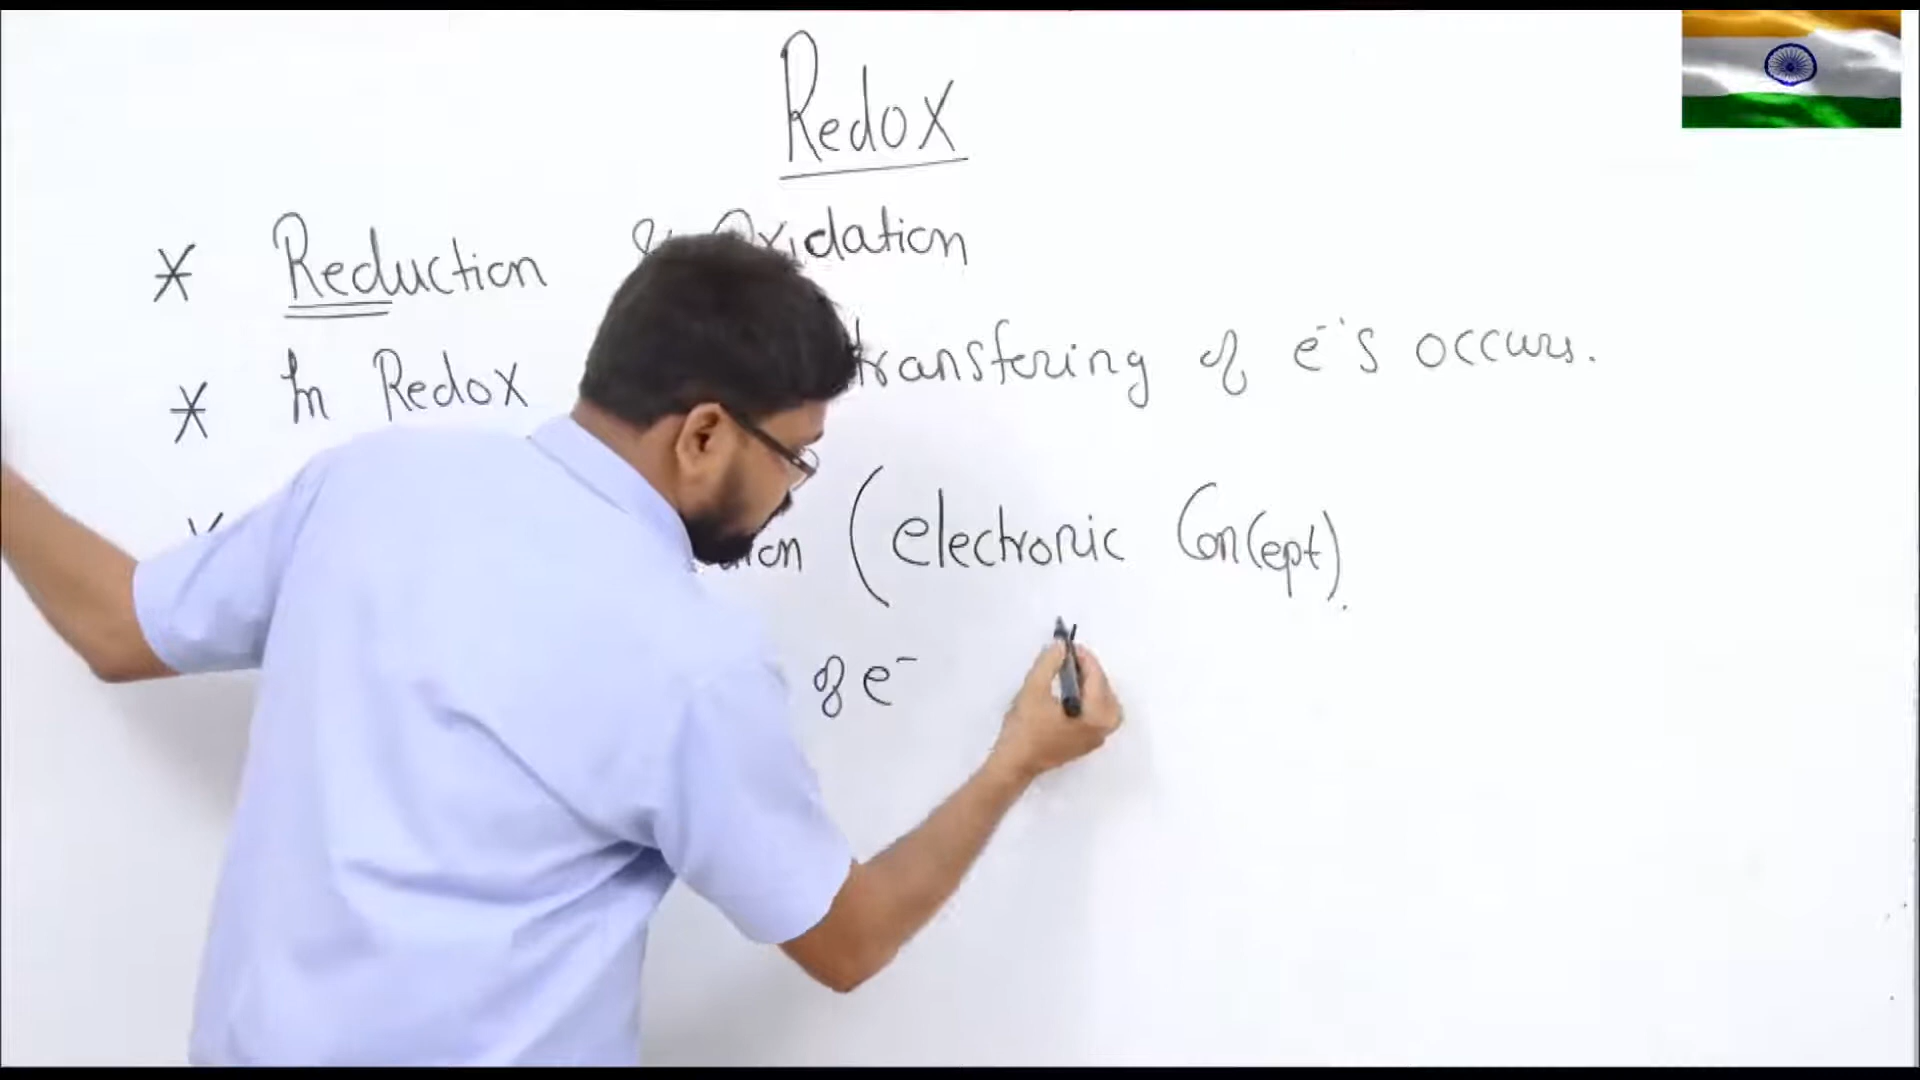 Redox
* Reduction & Oxidation
* In Redox transfering of e⁻'s occurs.
(electronic Concept).
of e⁻